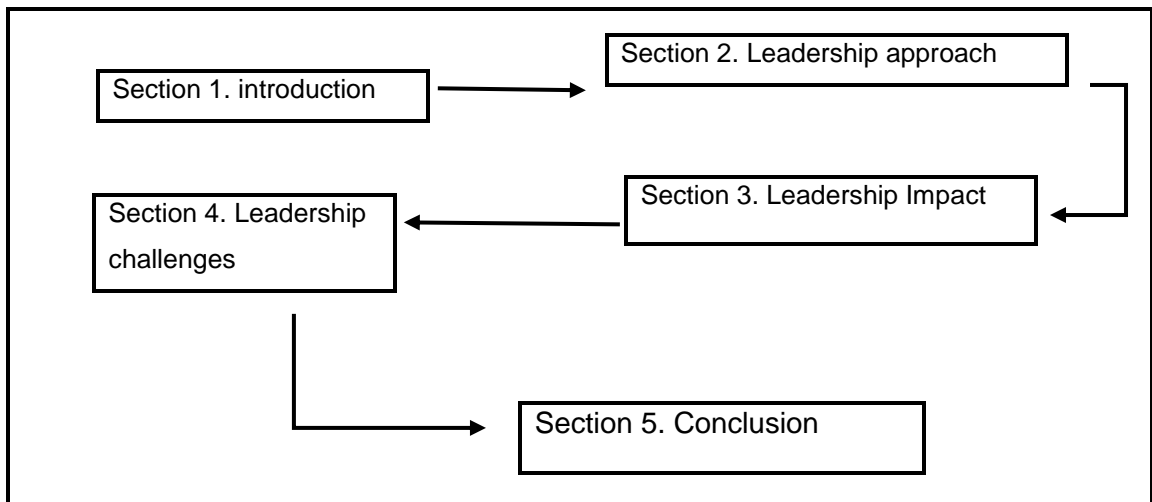 Section 1. introduction
Section 2. Leadership approach
Section 3. Leadership Impact
Section 4. Leadership
challenges
Section 5. Conclusion